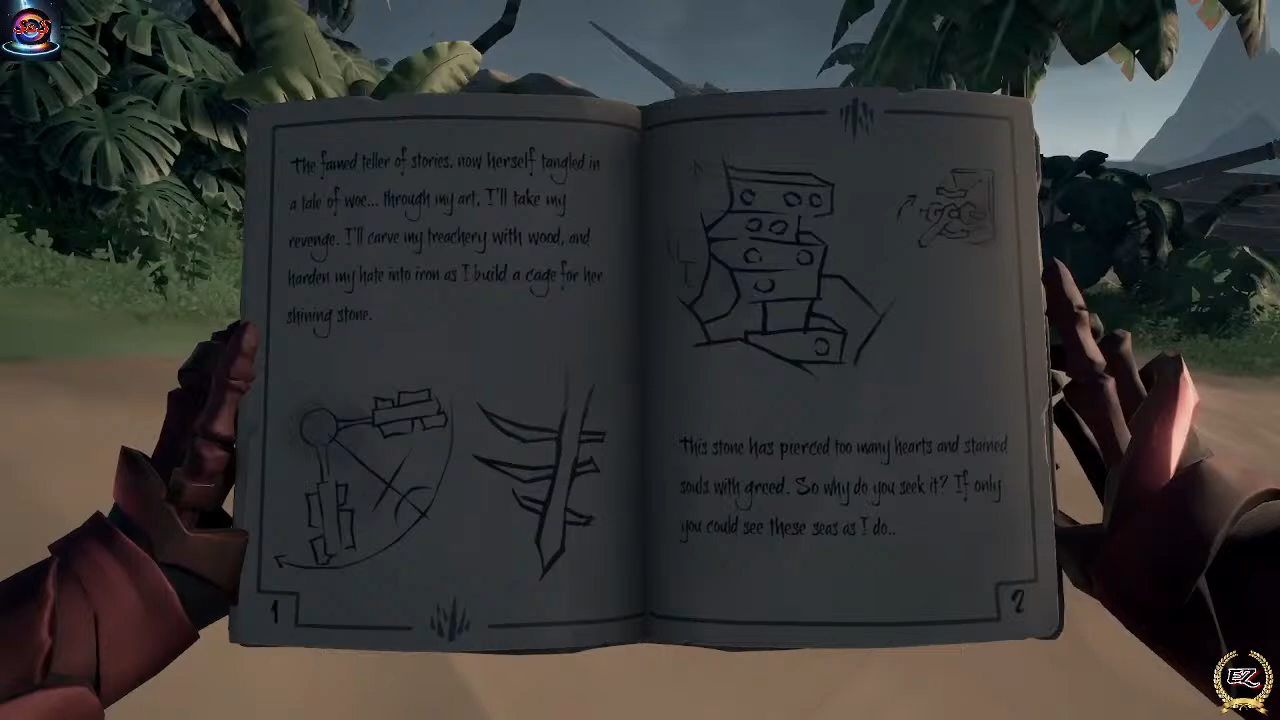 SOS
The famed teller of stories, now herself tangled in
a tale of woe... through my art, I'll take my
revenge. I'll carve my treachery with wood, and
harden my hate into iron as I build a cage for her
shining stone.
1
This stone has pierced too many hearts and stained
souls with greed. So why do you seek it? If only
you could see these seas as I do..
2
EZ